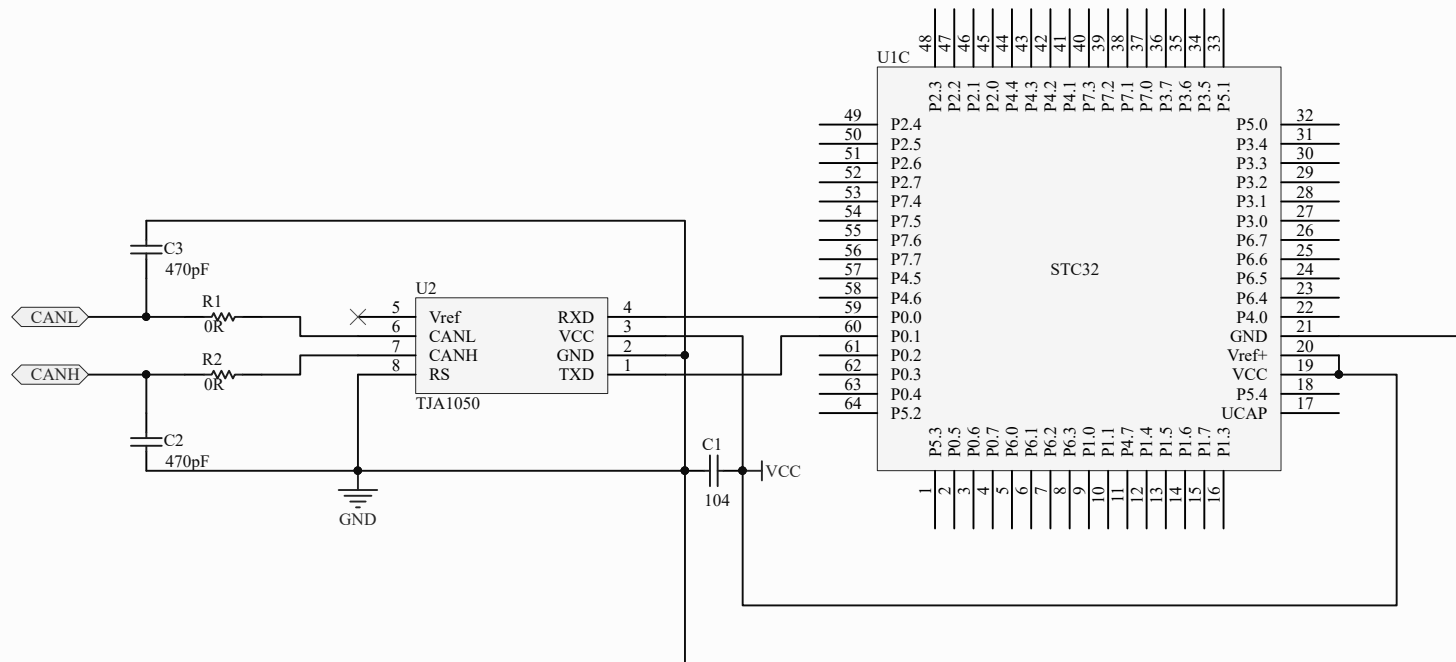 48 47 46 45 44 43 42 41 40 39 38 37 36 35 34 33
U1C
P2.3 P2.2 P2.1 P2.0 P4.4 P4.3 P4.2 P4.1 P7.3 P7.2 P7.1 P7.0 P3.7 P3.6 P3.5 P5.1
49 P2.4 P5.0 32
50 P2.5 P3.4 31
51 P2.6 P3.3 30
52 P2.7 P3.2 29
53 P7.4 P3.1 28
54 P7.5 P3.0 27
55 P7.6 P6.7 26
56 P7.7 P6.6 25
57 P4.5 P6.5 24
58 P4.6 P6.4 23
59 P0.0 P4.0 22
60 P0.1 GND 21
61 P0.2 Vref+ 20
62 P0.3 VCC 19
63 P0.4 P5.4 18
64 P5.2 UCAP 17
STC32
P5.3 P0.5 P0.6 P0.7 P6.0 P6.1 P6.2 P6.3 P1.0 P1.1 P4.7 P1.4 P1.5 P1.6 P1.7 P1.3
1 2 3 4 5 6 7 8 9 10 11 12 13 14 15 16
C3
470pF
CANL
R1
0R
R2
0R
CANH
C2
470pF
GND
U2
5 Vref RXD 4
6 CANL VCC 3
7 CANH GND 2
8 RS TXD 1
TJA1050
C1
104
VCC